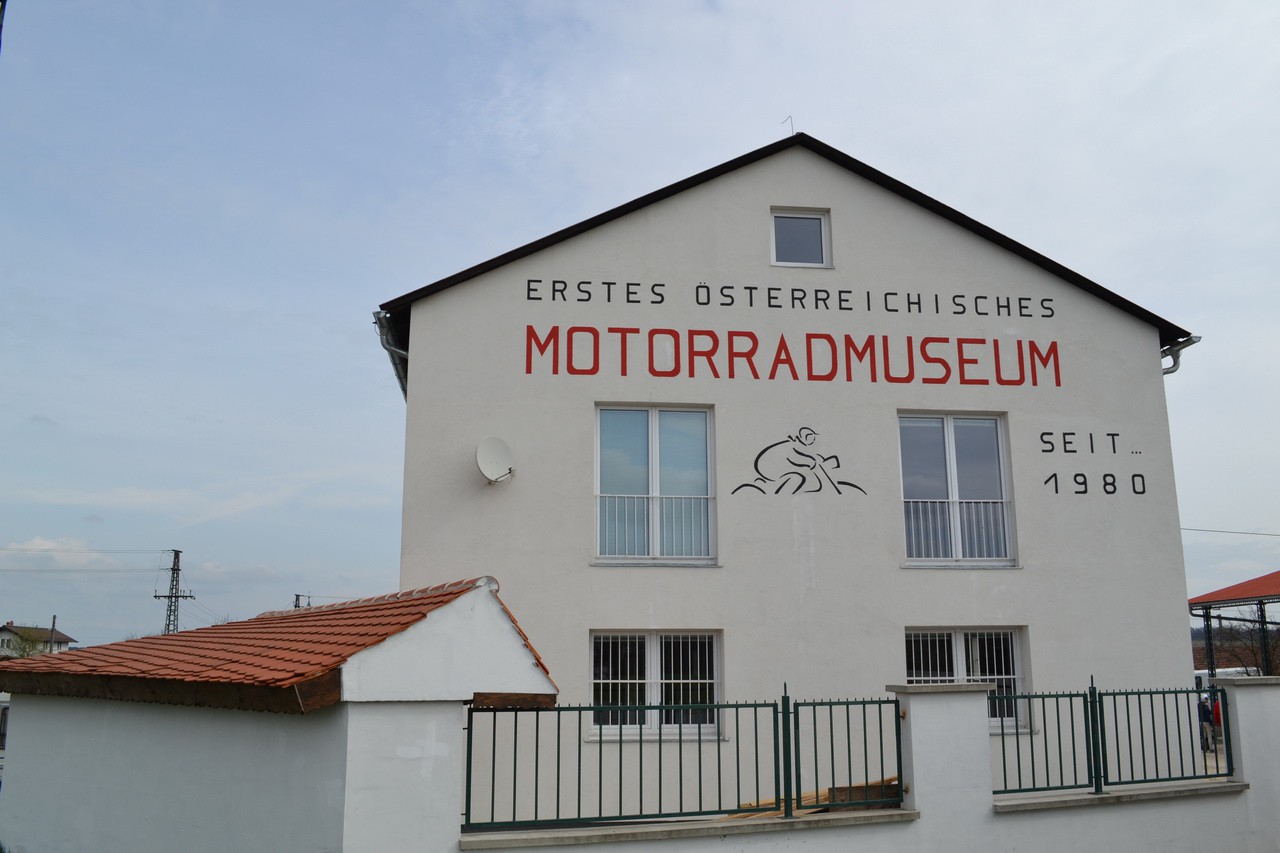 ERSTES ÖSTERREICHISCHES
MOTORRADMUSEUM
SEIT...
1980